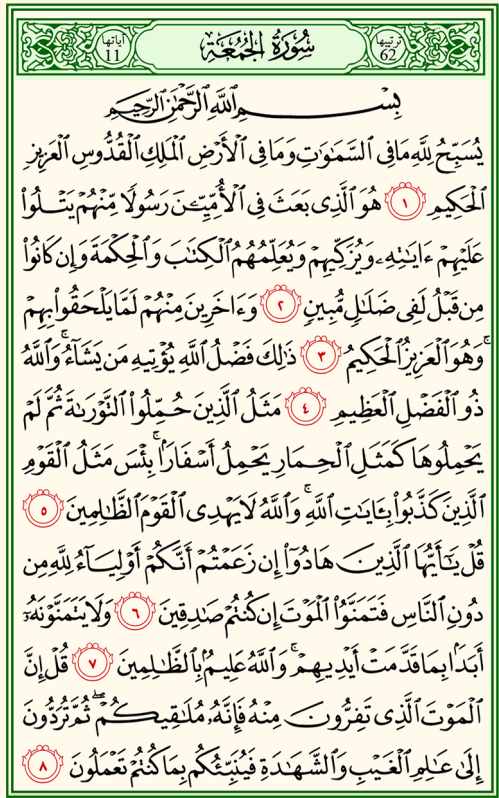 ترتيبها 62 سُورَةُ الجُمُعَة آياتها 11
بِسْمِ ٱللَّهِ ٱلرَّحْمَٰنِ ٱلرَّحِيمِ
يُسَبِّحُ لِلَّهِ مَا فِى ٱلسَّمَٰوَٰتِ وَمَا فِى ٱلْأَرْضِ ٱلْمَلِكِ ٱلْقُدُّوسِ ٱلْعَزِيزِ
ٱلْحَكِيمِ ١ هُوَ ٱلَّذِى بَعَثَ فِى ٱلْأُمِّيِّـۧنَ رَسُولًا مِّنْهُمْ يَتْلُوا۟
عَلَيْهِمْ ءَايَٰتِهِۦ وَيُزَكِّيهِمْ وَيُعَلِّمُهُمُ ٱلْكِتَٰبَ وَٱلْحِكْمَةَ وَإِن كَانُوا۟
مِن قَبْلُ لَفِى ضَلَٰلٍ مُّبِينٍ ٢ وَءَاخَرِينَ مِنْهُمْ لَمَّا يَلْحَقُوا۟ بِهِمْ
ۚ وَهُوَ ٱلْعَزِيزُ ٱلْحَكِيمُ ٣ ذَٰلِكَ فَضْلُ ٱللَّهِ يُؤْتِيهِ مَن يَشَآءُ ۚ وَٱللَّهُ
ذُو ٱلْفَضْلِ ٱلْعَظِيمِ ٤ مَثَلُ ٱلَّذِينَ حُمِّلُوا۟ ٱلتَّوْرَىٰةَ ثُمَّ لَمْ
يَحْمِلُوهَا كَمَثَلِ ٱلْحِمَارِ يَحْمِلُ أَسْفَارًۢا ۚ بِئْسَ مَثَلُ ٱلْقَوْمِ
ٱلَّذِينَ كَذَّبُوا۟ بِـَٔايَٰتِ ٱللَّهِ ۚ وَٱللَّهُ لَا يَهْدِى ٱلْقَوْمَ ٱلظَّٰلِمِينَ ٥
قُلْ يَٰٓأَيُّهَا ٱلَّذِينَ هَادُوٓا۟ إِن زَعَمْتُمْ أَنَّكُمْ أَوْلِيَآءُ لِلَّهِ مِن
دُونِ ٱلنَّاسِ فَتَمَنَّوُا۟ ٱلْمَوْتَ إِن كُنتُمْ صَٰدِقِينَ ٦ وَلَا يَتَمَنَّوْنَهُۥٓ
أَبَدًۢا بِمَا قَدَّمَتْ أَيْدِيهِمْ ۚ وَٱللَّهُ عَلِيمٌۢ بِٱلظَّٰلِمِينَ ٧ قُلْ إِنَّ
ٱلْمَوْتَ ٱلَّذِى تَفِرُّونَ مِنْهُ فَإِنَّهُۥ مُلَٰقِيكُمْ ۖ ثُمَّ تُرَدُّونَ
إِلَىٰ عَٰلِمِ ٱلْغَيْبِ وَٱلشَّهَٰدَةِ فَيُنَبِّئُكُم بِمَا كُنتُمْ تَعْمَلُونَ ٨